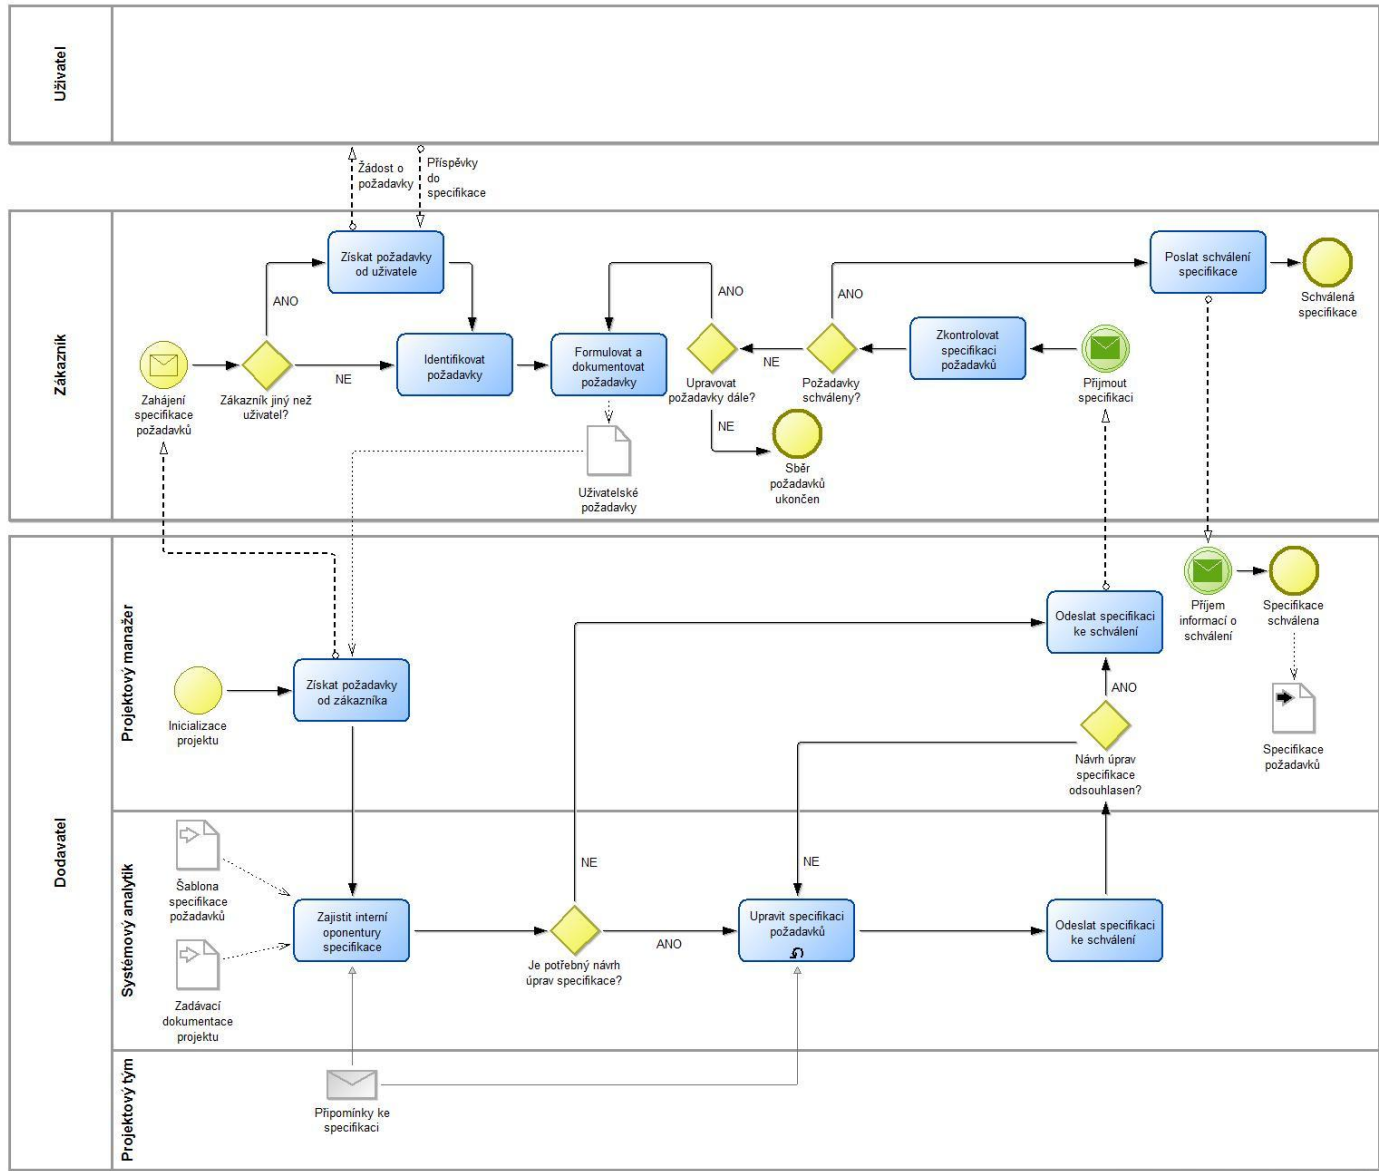 Uživatel
Žádost o
požadavky
Příspěvky
do
specifikace
Zákazník
Získat požadavky
od uživatele
Poslat schválení
specifikace
Schválená
specifikace
ANO
ANO
ANO
Zahájení
specifikace
požadavků
Zákazník jiný než
uživatel?
NE
Identifikovat
požadavky
Formulovat a
dokumentovat
požadavky
Upravovat
požadavky dále?
NE
Požadavky
schváleny?
Zkontrolovat
specifikaci
požadavků
Přijmout
specifikaci
NE
Sběr
požadavků
ukončen
Uživatelské
požadavky
Dodavatel
Projektový manažer
Inicializace
projektu
Získat požadavky
od zákazníka
Odeslat specifikaci
ke schválení
Příjem
informací o
schválení
Specifikace
schválena
ANO
Návrh úprav
specifikace
odsouhlasen?
Specifikace
požadavků
Systémový analytik
Šablona
specifikace
požadavků
NE
NE
Zajistit interní
oponentury
specifikace
Je potřebný návrh
úprav specifikace?
ANO
Upravit specifikaci
požadavků
Odeslat specifikaci
ke schválení
Zadávací
dokumentace
projektu
Projektový tým
Připomínky ke
specifikaci